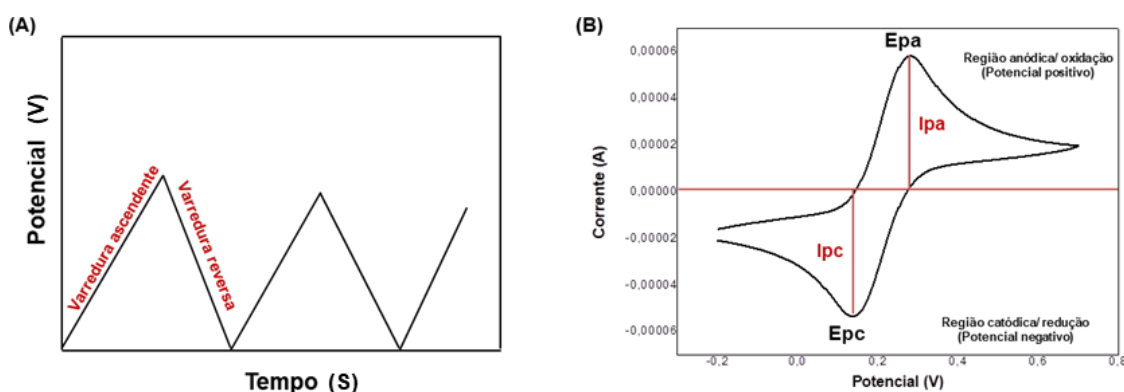 (A)
Potencial (V)
Varredura ascendente
Varredura reversa
Tempo (S)
(B)
Epa
Região anódica/ oxidação
(Potencial positivo)
Ipa
Ipc
Epc
Região catódica/ redução
(Potencial negativo)
Corrente (A)
0,00006
0,00004
0,00002
0,00000
-0,00002
-0,00004
-0,00006
-0,2
0,0
0,2
0,4
0,6
0,8
Potencial (V)